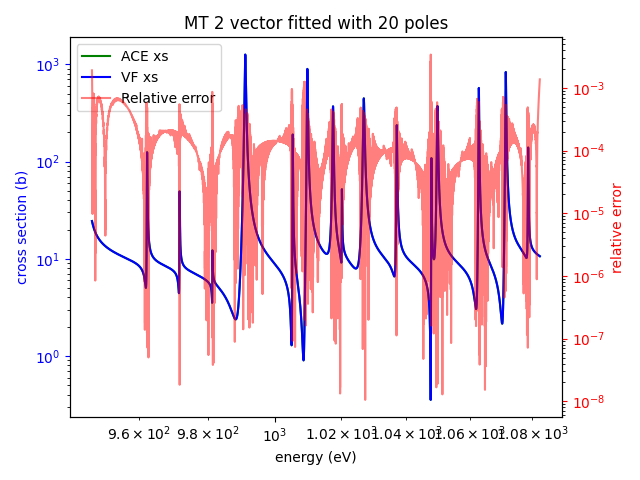 MT 2 vector fitted with 20 poles
ACE xs
VF xs
Relative error
10³
10²
10¹
10⁰
cross section (b)
10⁻³
10⁻⁴
10⁻⁵
10⁻⁶
10⁻⁷
10⁻⁸
relative error
9.6 × 10² 9.8 × 10² 10³ 1.02 × 10³ 1.04 × 10³ 1.06 × 10³ 1.08 × 10³
energy (eV)